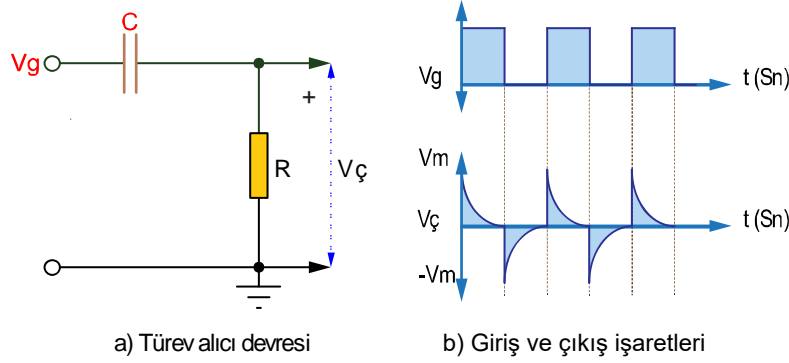 C
Vg
+
R
Vç
a) Türev alıcı devresi
Vg
t (Sn)
Vm
Vç
t (Sn)
-Vm
b) Giriş ve çıkış işaretleri